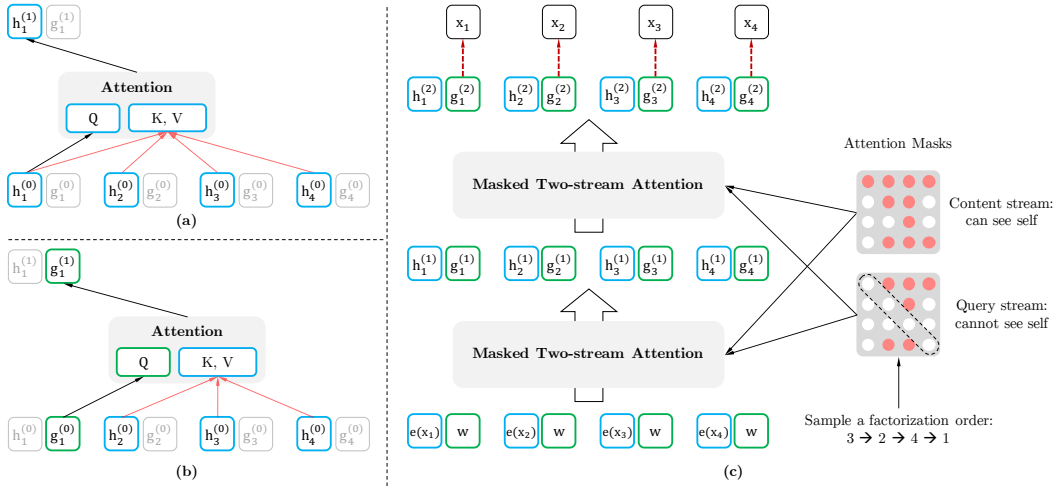 h₁⁽¹⁾ g₁⁽¹⁾
Attention
Q K, V
h₁⁽⁰⁾ g₁⁽⁰⁾ h₂⁽⁰⁾ g₂⁽⁰⁾ h₃⁽⁰⁾ g₃⁽⁰⁾ h₄⁽⁰⁾ g₄⁽⁰⁾
(a)
h₁⁽¹⁾ g₁⁽¹⁾
Attention
Q K, V
h₁⁽⁰⁾ g₁⁽⁰⁾ h₂⁽⁰⁾ g₂⁽⁰⁾ h₃⁽⁰⁾ g₃⁽⁰⁾ h₄⁽⁰⁾ g₄⁽⁰⁾
(b)
x₁ x₂ x₃ x₄
h₁⁽²⁾ g₁⁽²⁾ h₂⁽²⁾ g₂⁽²⁾ h₃⁽²⁾ g₃⁽²⁾ h₄⁽²⁾ g₄⁽²⁾
Masked Two-stream Attention
h₁⁽¹⁾ g₁⁽¹⁾ h₂⁽¹⁾ g₂⁽¹⁾ h₃⁽¹⁾ g₃⁽¹⁾ h₄⁽¹⁾ g₄⁽¹⁾
Masked Two-stream Attention
e(x₁) w e(x₂) w e(x₃) w e(x₄) w
(c)
Attention Masks
Content stream:
can see self
Query stream:
cannot see self
Sample a factorization order:
3 → 2 → 4 → 1